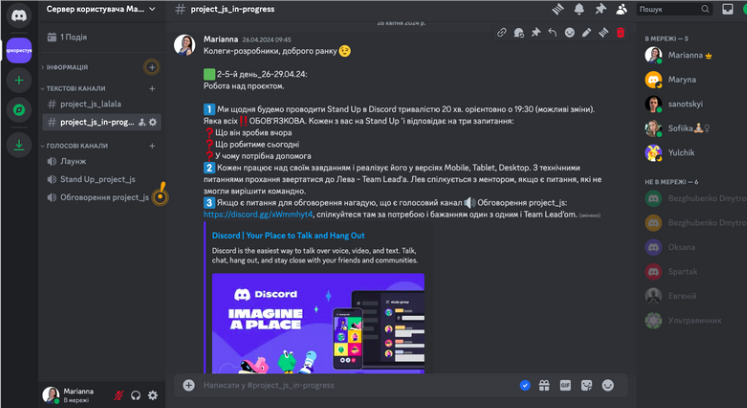 Сервер користувача Ма...
1 Подія
ІНФОРМАЦІЯ
ТЕКСТОВІ КАНАЛИ
project_js_lalala
project_js_in-prog...
ГОЛОСОВІ КАНАЛИ
Лаунж
Stand Up_project_js
Обговорення project_js
Marianna
В мережі
project_js_in-progress
26 квітня 2024 р.
Marianna 26.04.2024 09:45
Колеги-розробники, доброго ранку
2-5-й день_26-29.04.24:
Робота над проєктом.
1 Ми щодня будемо проводити Stand Up в Discord тривалістю 20 хв. орієнтовно о 19:30 (можливі зміни).
Явка всіх ‼️ОБОВ'ЯЗКОВА. Кожен з вас на Stand Up 'і відповідає на три запитання:
❓Що він зробив вчора
❓Що робитиме сьогодні
❓У чому потрібна допомога
2 Кожен працює над своїм завданням і реалізує його у версіях Mobile, Tablet, Desktop. З технічними
питаннями прохання звертатися до Лева - Team Lead'a. Лев спілкується з ментором, якщо є питання, які не
змогли вирішити командно.
3 Якщо є питання для обговорення нагадую, що є голосовий канал Обговорення project_js:
https://discord.gg/xWmmhyt4, спілкуйтеся там за потребою і бажанням один з одним і Team Lead'om. (змінено)
Discord | Your Place to Talk and Hang Out
Discord is the easiest way to talk over voice, video, and text. Talk,
chat, hang out, and stay close with your friends and communities.
Discord
IMAGINE
A PLACE
Написати у #project_js_in-progress
GIF
Пошук
В МЕРЕЖІ — 5
Marianna
Maryna
sanotskyi
Sofiika
Yulchik
НЕ В МЕРЕЖІ — 6
Bezghubenko Dmytro
Bezghubenko Dmytro
Oksana
Spartak
Евгений
Ультравинник